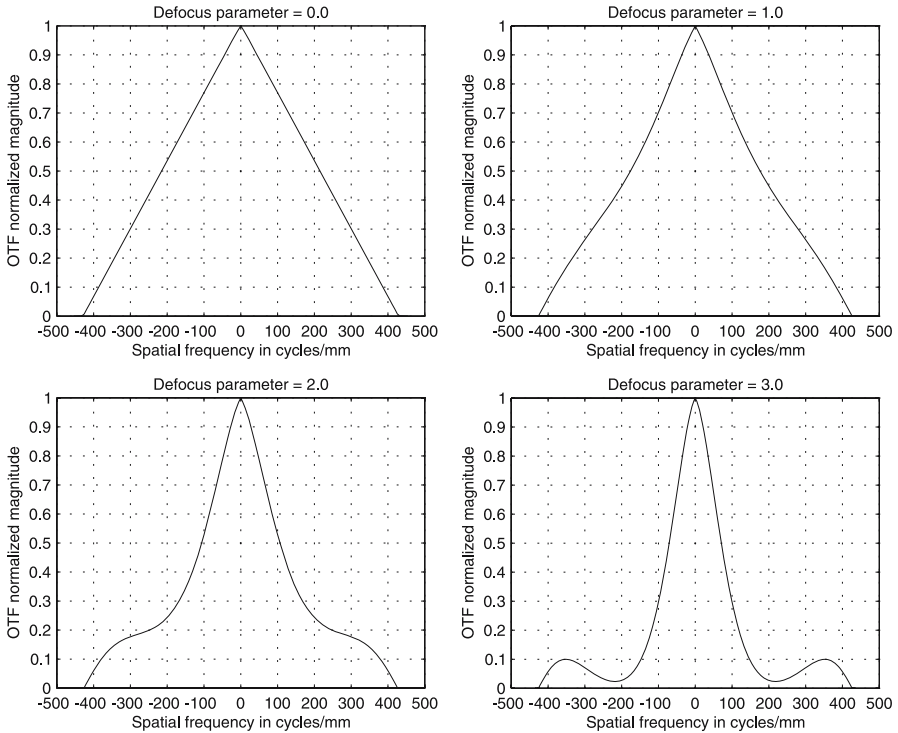 Defocus parameter = 0.0
OTF normalized magnitude
1
0.9
0.8
0.7
0.6
0.5
0.4
0.3
0.2
0.1
0
-500 -400 -300 -200 -100 0 100 200 300 400 500
Spatial frequency in cycles/mm
Defocus parameter = 1.0
OTF normalized magnitude
1
0.9
0.8
0.7
0.6
0.5
0.4
0.3
0.2
0.1
0
-500 -400 -300 -200 -100 0 100 200 300 400 500
Spatial frequency in cycles/mm
Defocus parameter = 2.0
OTF normalized magnitude
1
0.9
0.8
0.7
0.6
0.5
0.4
0.3
0.2
0.1
0
-500 -400 -300 -200 -100 0 100 200 300 400 500
Spatial frequency in cycles/mm
Defocus parameter = 3.0
OTF normalized magnitude
1
0.9
0.8
0.7
0.6
0.5
0.4
0.3
0.2
0.1
0
-500 -400 -300 -200 -100 0 100 200 300 400 500
Spatial frequency in cycles/mm